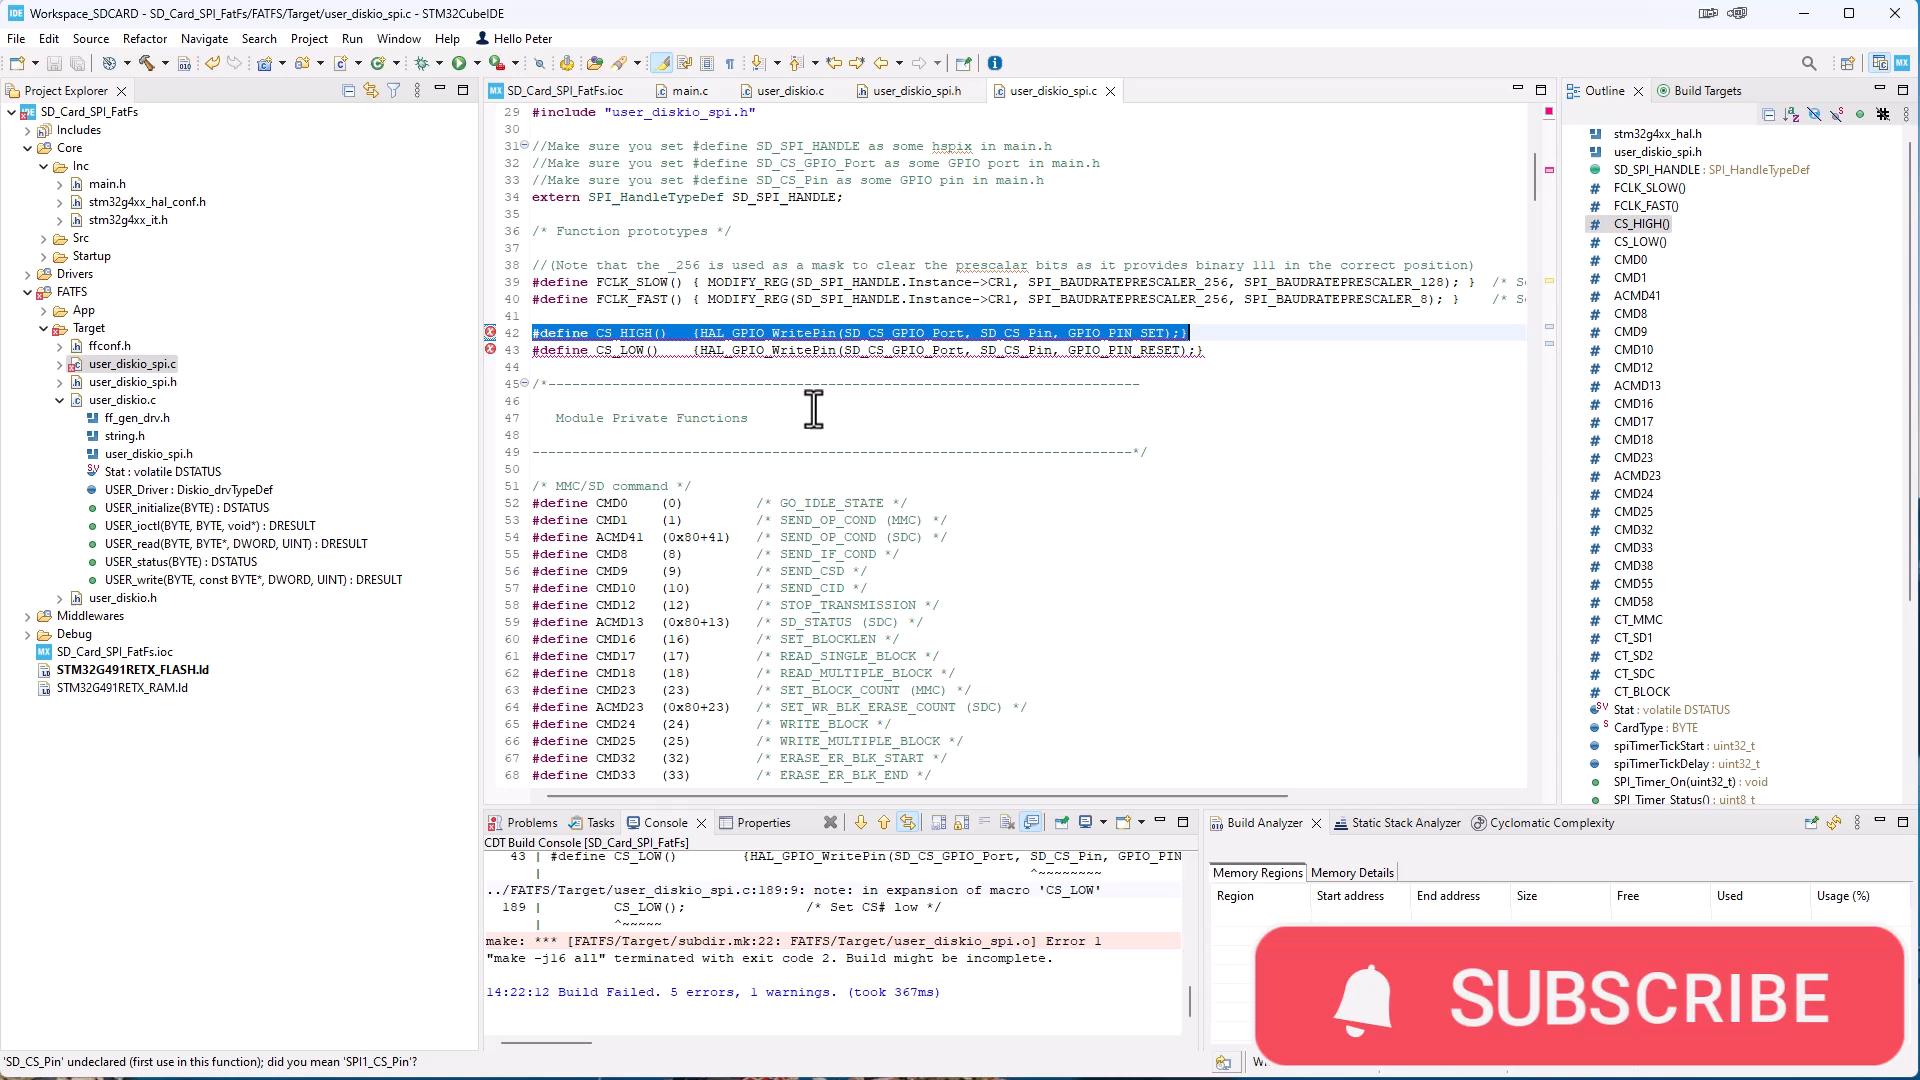 IDE Workspace_SDCARD - SD_Card_SPI_FatFs/FATFS/Target/user_diskio_spi.c - STM32CubeIDE
File Edit Source Refactor Navigate Search Project Run Window Help Hello Peter
Project Explorer
SD_Card_SPI_FatFs
Includes
Core
Inc
main.h
stm32g4xx_hal_conf.h
stm32g4xx_it.h
Src
Startup
Drivers
FATFS
App
Target
ffconf.h
user_diskio_spi.c
user_diskio_spi.h
user_diskio.c
ff_gen_drv.h
string.h
user_diskio_spi.h
Stat : volatile DSTATUS
USER_Driver : Diskio_drvTypeDef
USER_initialize(BYTE) : DSTATUS
USER_ioctl(BYTE, BYTE, void*) : DRESULT
USER_read(BYTE, BYTE*, DWORD, UINT) : DRESULT
USER_status(BYTE) : DSTATUS
USER_write(BYTE, const BYTE*, DWORD, UINT) : DRESULT
user_diskio.h
Middlewares
Debug
MX SD_Card_SPI_FatFs.ioc
STM32G491RETX_FLASH.ld
STM32G491RETX_RAM.ld
MX SD_Card_SPI_FatFs.ioc main.c user_diskio.c user_diskio_spi.h user_diskio_spi.c
29 #include "user_diskio_spi.h"
30
31 //Make sure you set #define SD_SPI_HANDLE as some hspix in main.h
32 //Make sure you set #define SD_CS_GPIO_Port as some GPIO port in main.h
33 //Make sure you set #define SD_CS_Pin as some GPIO pin in main.h
34 extern SPI_HandleTypeDef SD_SPI_HANDLE;
35
36 /* Function prototypes */
37
38 //(Note that the _256 is used as a mask to clear the prescalar bits as it provides binary 111 in the correct position)
39 #define FCLK_SLOW() { MODIFY_REG(SD_SPI_HANDLE.Instance->CR1, SPI_BAUDRATEPRESCALER_256, SPI_BAUDRATEPRESCALER_128); } /* S
40 #define FCLK_FAST() { MODIFY_REG(SD_SPI_HANDLE.Instance->CR1, SPI_BAUDRATEPRESCALER_256, SPI_BAUDRATEPRESCALER_8); } /* S
41
42 #define CS_HIGH() {HAL_GPIO_WritePin(SD_CS_GPIO_Port, SD_CS_Pin, GPIO_PIN_SET);}
43 #define CS_LOW() {HAL_GPIO_WritePin(SD_CS_GPIO_Port, SD_CS_Pin, GPIO_PIN_RESET);}
44
45 /*--------------------------------------------------------------------------
46
47 Module Private Functions
48
49 ---------------------------------------------------------------------------*/
50
51 /* MMC/SD command */
52 #define CMD0 (0) /* GO_IDLE_STATE */
53 #define CMD1 (1) /* SEND_OP_COND (MMC) */
54 #define ACMD41 (0x80+41) /* SEND_OP_COND (SDC) */
55 #define CMD8 (8) /* SEND_IF_COND */
56 #define CMD9 (9) /* SEND_CSD */
57 #define CMD10 (10) /* SEND_CID */
58 #define CMD12 (12) /* STOP_TRANSMISSION */
59 #define ACMD13 (0x80+13) /* SD_STATUS (SDC) */
60 #define CMD16 (16) /* SET_BLOCKLEN */
61 #define CMD17 (17) /* READ_SINGLE_BLOCK */
62 #define CMD18 (18) /* READ_MULTIPLE_BLOCK */
63 #define CMD23 (23) /* SET_BLOCK_COUNT (MMC) */
64 #define ACMD23 (0x80+23) /* SET_WR_BLK_ERASE_COUNT (SDC) */
65 #define CMD24 (24) /* WRITE_BLOCK */
66 #define CMD25 (25) /* WRITE_MULTIPLE_BLOCK */
67 #define CMD32 (32) /* ERASE_ER_BLK_START */
68 #define CMD33 (33) /* ERASE_ER_BLK_END */
Outline Build Targets
stm32g4xx_hal.h
user_diskio_spi.h
SD_SPI_HANDLE : SPI_HandleTypeDef
FCLK_SLOW()
FCLK_FAST()
CS_HIGH()
CS_LOW()
CMD0
CMD1
ACMD41
CMD8
CMD9
CMD10
CMD12
ACMD13
CMD16
CMD17
CMD18
CMD23
ACMD23
CMD24
CMD25
CMD32
CMD33
CMD38
CMD55
CMD58
CT_MMC
CT_SD1
CT_SD2
CT_SDC
CT_BLOCK
Stat : volatile DSTATUS
CardType : BYTE
spiTimerTickStart : uint32_t
spiTimerTickDelay : uint32_t
SPI_Timer_On(uint32_t) : void
SPI_Timer_Status() : uint8_t
Problems Tasks Console Properties
CDT Build Console [SD_Card_SPI_FatFs]
43 | #define CS_LOW() {HAL_GPIO_WritePin(SD_CS_GPIO_Port, SD_CS_Pin, GPIO_PIN
| ^~~~~~~~~
../FATFS/Target/user_diskio_spi.c:189:9: note: in expansion of macro 'CS_LOW'
189 | CS_LOW(); /* Set CS# low */
| ^~~~~~
make: *** [FATFS/Target/subdir.mk:22: FATFS/Target/user_diskio_spi.o] Error 1
"make -j16 all" terminated with exit code 2. Build might be incomplete.
14:22:12 Build Failed. 5 errors, 1 warnings. (took 367ms)
Build Analyzer Static Stack Analyzer Cyclomatic Complexity
Memory Regions Memory Details
Region Start address End address Size Free Used Usage (%)
SUBSCRIBE
'SD_CS_Pin' undeclared (first use in this function); did you mean 'SPI1_CS_Pin'?